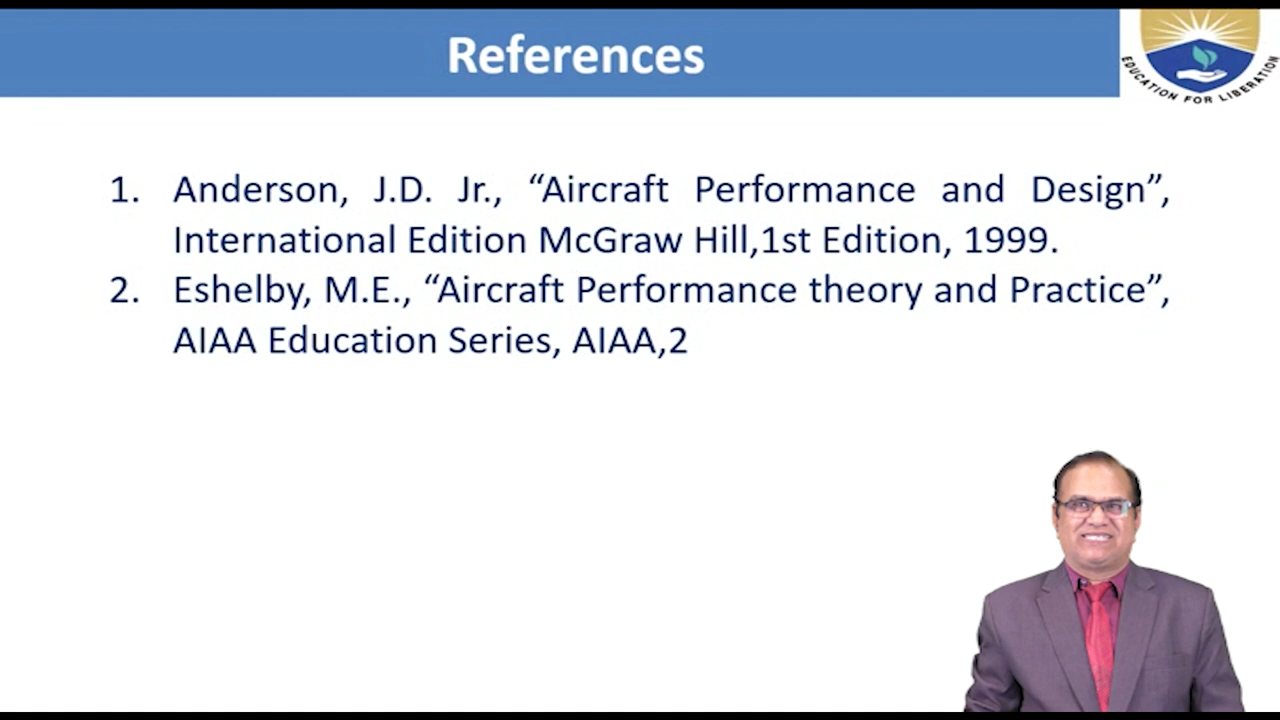 References
EDUCATION FOR LIBERATION
1. Anderson, J.D. Jr., “Aircraft Performance and Design”,
International Edition McGraw Hill,1st Edition, 1999.
2. Eshelby, M.E., “Aircraft Performance theory and Practice”,
AIAA Education Series, AIAA,2